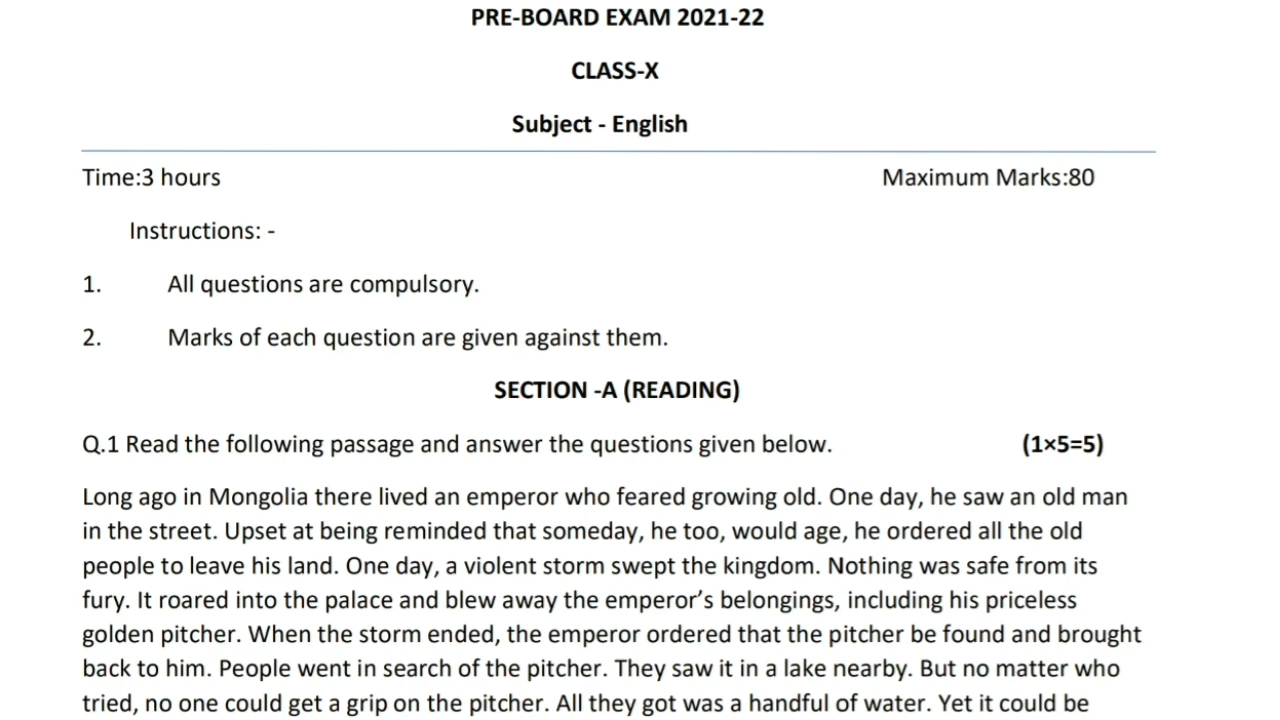 PRE-BOARD EXAM 2021-22
CLASS-X
Subject - English
Time:3 hours Maximum Marks:80
Instructions: -
1. All questions are compulsory.
2. Marks of each question are given against them.
SECTION -A (READING)
Q.1 Read the following passage and answer the questions given below. (1×5=5)
Long ago in Mongolia there lived an emperor who feared growing old. One day, he saw an old man
in the street. Upset at being reminded that someday, he too, would age, he ordered all the old
people to leave his land. One day, a violent storm swept the kingdom. Nothing was safe from its
fury. It roared into the palace and blew away the emperor’s belongings, including his priceless
golden pitcher. When the storm ended, the emperor ordered that the pitcher be found and brought
back to him. People went in search of the pitcher. They saw it in a lake nearby. But no matter who
tried, no one could get a grip on the pitcher. All they got was a handful of water. Yet it could be